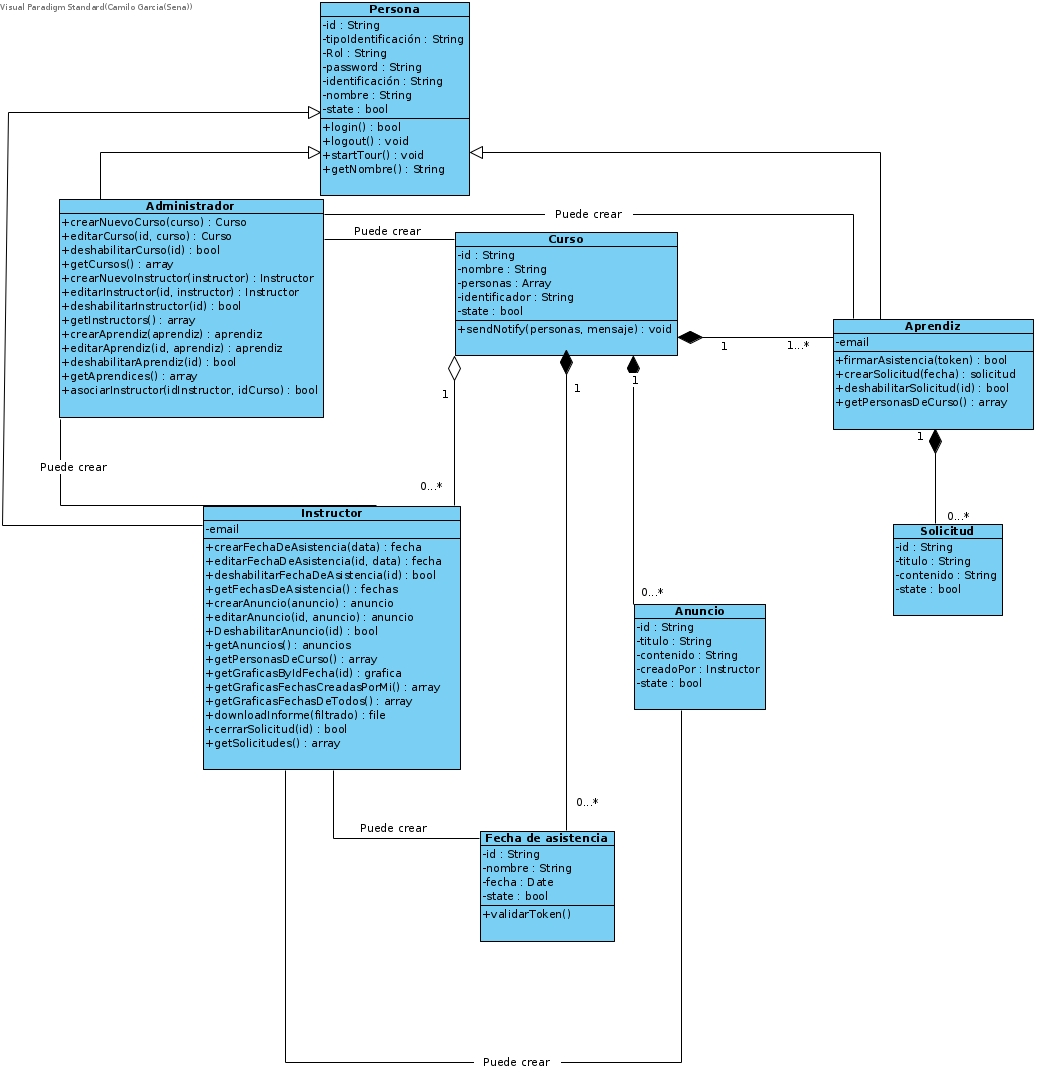 Visual Paradigm Standard(Camilo Garcia(Sena))
Persona
-id : String
-tipoIdentificación : String
-Rol : String
-password : String
-identificación : String
-nombre : String
-state : bool
+login() : bool
+logout() : void
+startTour() : void
+getNombre() : String
Administrador
+crearNuevoCurso(curso) : Curso
+editarCurso(id, curso) : Curso
+deshabilitarCurso(id) : bool
+getCursos() : array
+crearNuevoInstructor(instructor) : Instructor
+editarInstructor(id, instructor) : Instructor
+deshabilitarInstructor(id) : bool
+getInstructors() : array
+crearAprendiz(aprendiz) : aprendiz
+editarAprendiz(id, aprendiz) : aprendiz
+deshabilitarAprendiz(id) : bool
+getAprendices() : array
+asociarInstructor(idInstructor, idCurso) : bool
Puede crear
Puede crear
Curso
-id : String
-nombre : String
-personas : Array
-identificador : String
-state : bool
+sendNotify(personas, mensaje) : void
1
1...*
Aprendiz
-email
+firmarAsistencia(token) : bool
+crearSolicitud(fecha) : solicitud
+deshabilitarSolicitud(id) : bool
+getPersonasDeCurso() : array
1
1
1
1
Puede crear
0...*
0...*
Solicitud
-id : String
-titulo : String
-contenido : String
-state : bool
Instructor
-email
+crearFechaDeAsistencia(data) : fecha
+editarFechaDeAsistencia(id, data) : fecha
+deshabilitarFechaDeAsistencia(id) : bool
+getFechasDeAsistencia() : fechas
+crearAnuncio(anuncio) : anuncio
+editarAnuncio(id, anuncio) : anuncio
+DeshabilitarAnuncio(id) : bool
+getAnuncios() : anuncios
+getPersonasDeCurso() : array
+getGraficasByIdFecha(id) : grafica
+getGraficasFechasCreadasPorMi() : array
+getGraficasFechasDeTodos() : array
+downloadInforme(filtrado) : file
+cerrarSolicitud(id) : bool
+getSolicitudes() : array
0...*
Anuncio
-id : String
-titulo : String
-contenido : String
-creadoPor : Instructor
-state : bool
0...*
Puede crear
Fecha de asistencia
-id : String
-nombre : String
-fecha : Date
-state : bool
+validarToken()
Puede crear